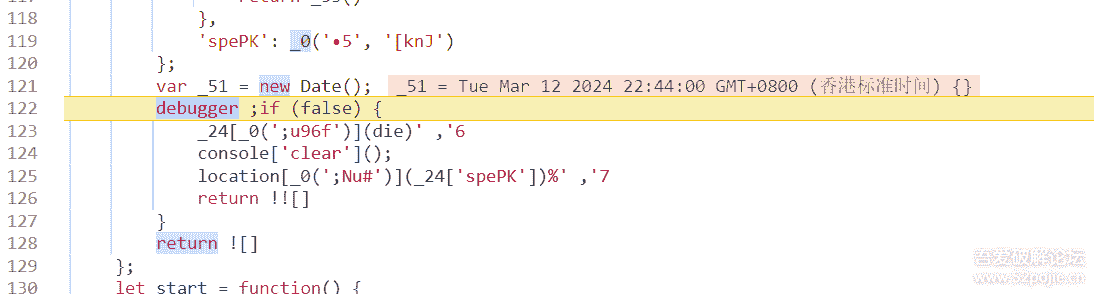 117 return _55()
118 },
119 'spePK': _0('•5', '[knJ')
120 };
121 var _51 = new Date(); _51 = Tue Mar 12 2024 22:44:00 GMT+0800 (香港标准时间) {}
122 debugger ;if (false) {
123 _24[_0(';u96f')](die)' ,'6
124 console['clear']();
125 location[_0(';Nu#')](_24['spePK'])%' ,'7
126 return !![]
127 }
128 return ![]
129 };
130 let start = function() {
吾爱破解论坛
www.52pojie.cn